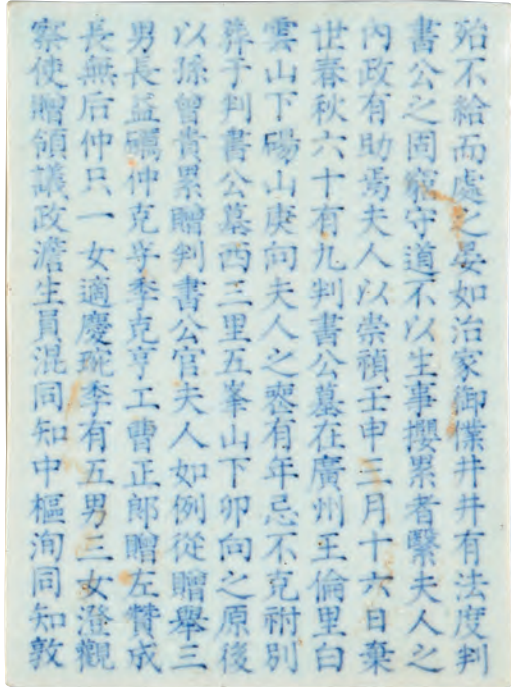 殆不給而處之晏如治家御僕井井有法度判
書公之固窮守道不以生事攖累者繄夫人之
內政有助焉夫人以崇禎壬申三月十六日棄
世春秋六十有九判書公墓在廣州王倫里白
雲山下碭山庚向夫人之喪有年忌不克祔別
葬于判書公墓西三里五峯山下卯向之原後
以孫曾貴累贈判書公官夫人如例從贈舉三
男長益礪仲克季克亨工曹正郎贈左贊成
長無后仲只一女適慶琬季有五男三女澄觀
察使贈領議政澹生員混同知中樞洵同知敦